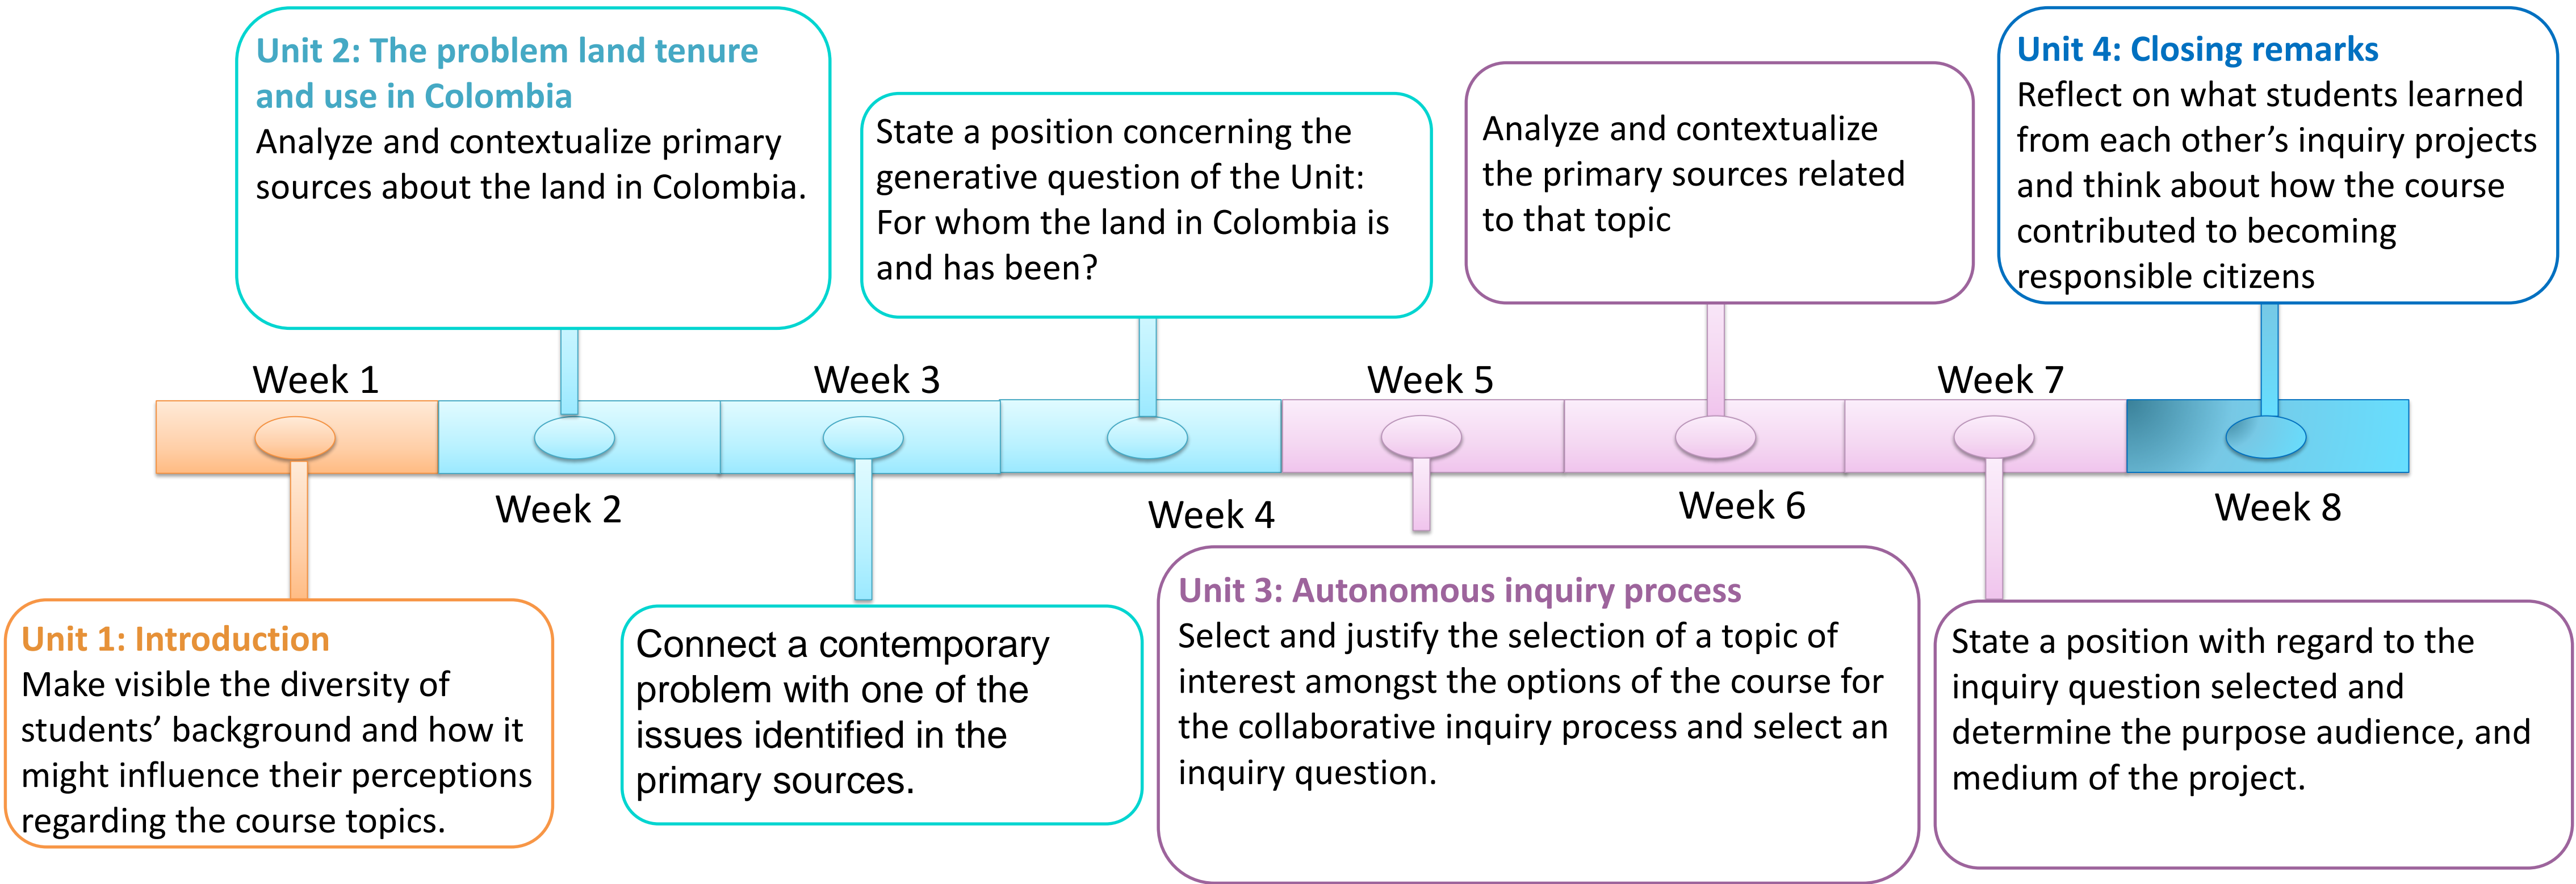 Unit 2: The problem land tenure
and use in Colombia
Analyze and contextualize primary
sources about the land in Colombia.
State a position concerning the
generative question of the Unit:
For whom the land in Colombia is
and has been?
Analyze and contextualize
the primary sources related
to that topic
Unit 4: Closing remarks
Reflect on what students learned
from each other’s inquiry projects
and think about how the course
contributed to becoming
responsible citizens
Week 1
Week 3
Week 5
Week 7
Week 2
Week 4
Week 6
Week 8
Unit 1: Introduction
Make visible the diversity of
students’ background and how it
might influence their perceptions
regarding the course topics.
Connect a contemporary
problem with one of the
issues identified in the
primary sources.
Unit 3: Autonomous inquiry process
Select and justify the selection of a topic of
interest amongst the options of the course for
the collaborative inquiry process and select an
inquiry question.
State a position with regard to the
inquiry question selected and
determine the purpose audience, and
medium of the project.